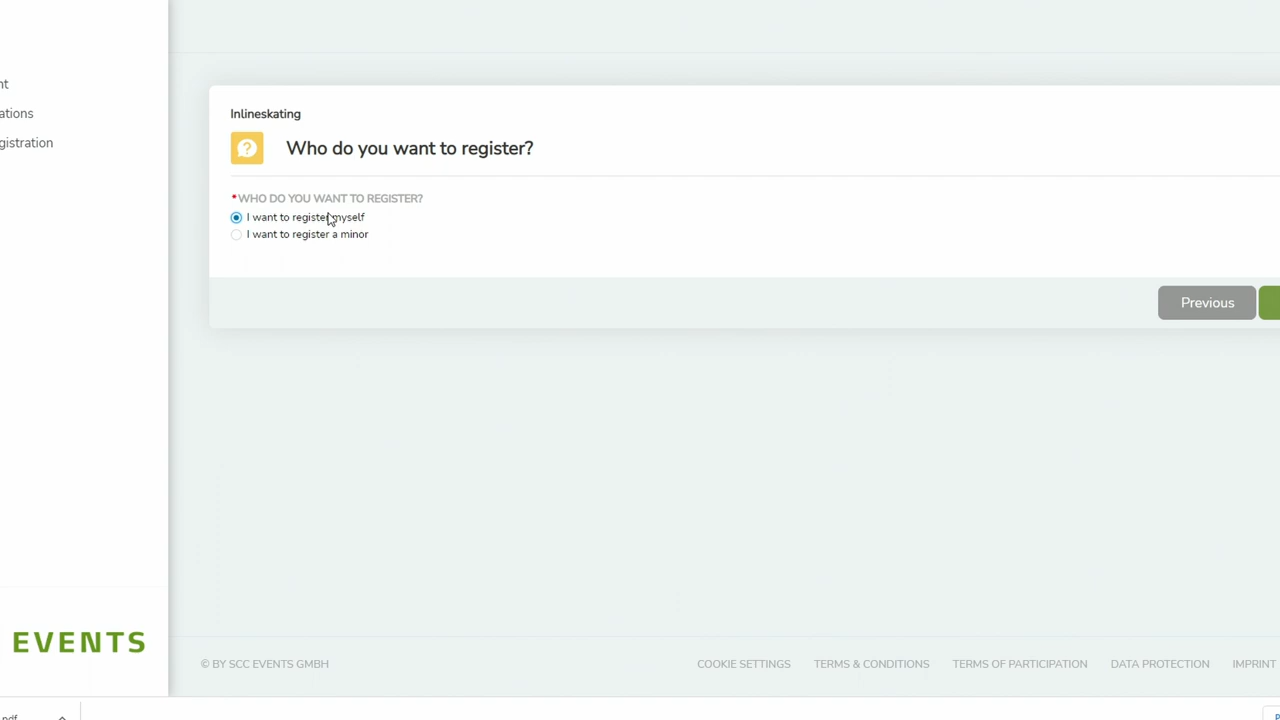 nt
ations
gistration
Inlineskating
Who do you want to register?
*WHO DO YOU WANT TO REGISTER?
I want to register myself
I want to register a minor
Previous
EVENTS
© BY SCC EVENTS GMBH
COOKIE SETTINGS
TERMS & CONDITIONS
TERMS OF PARTICIPATION
DATA PROTECTION
IMPRINT
.pdf